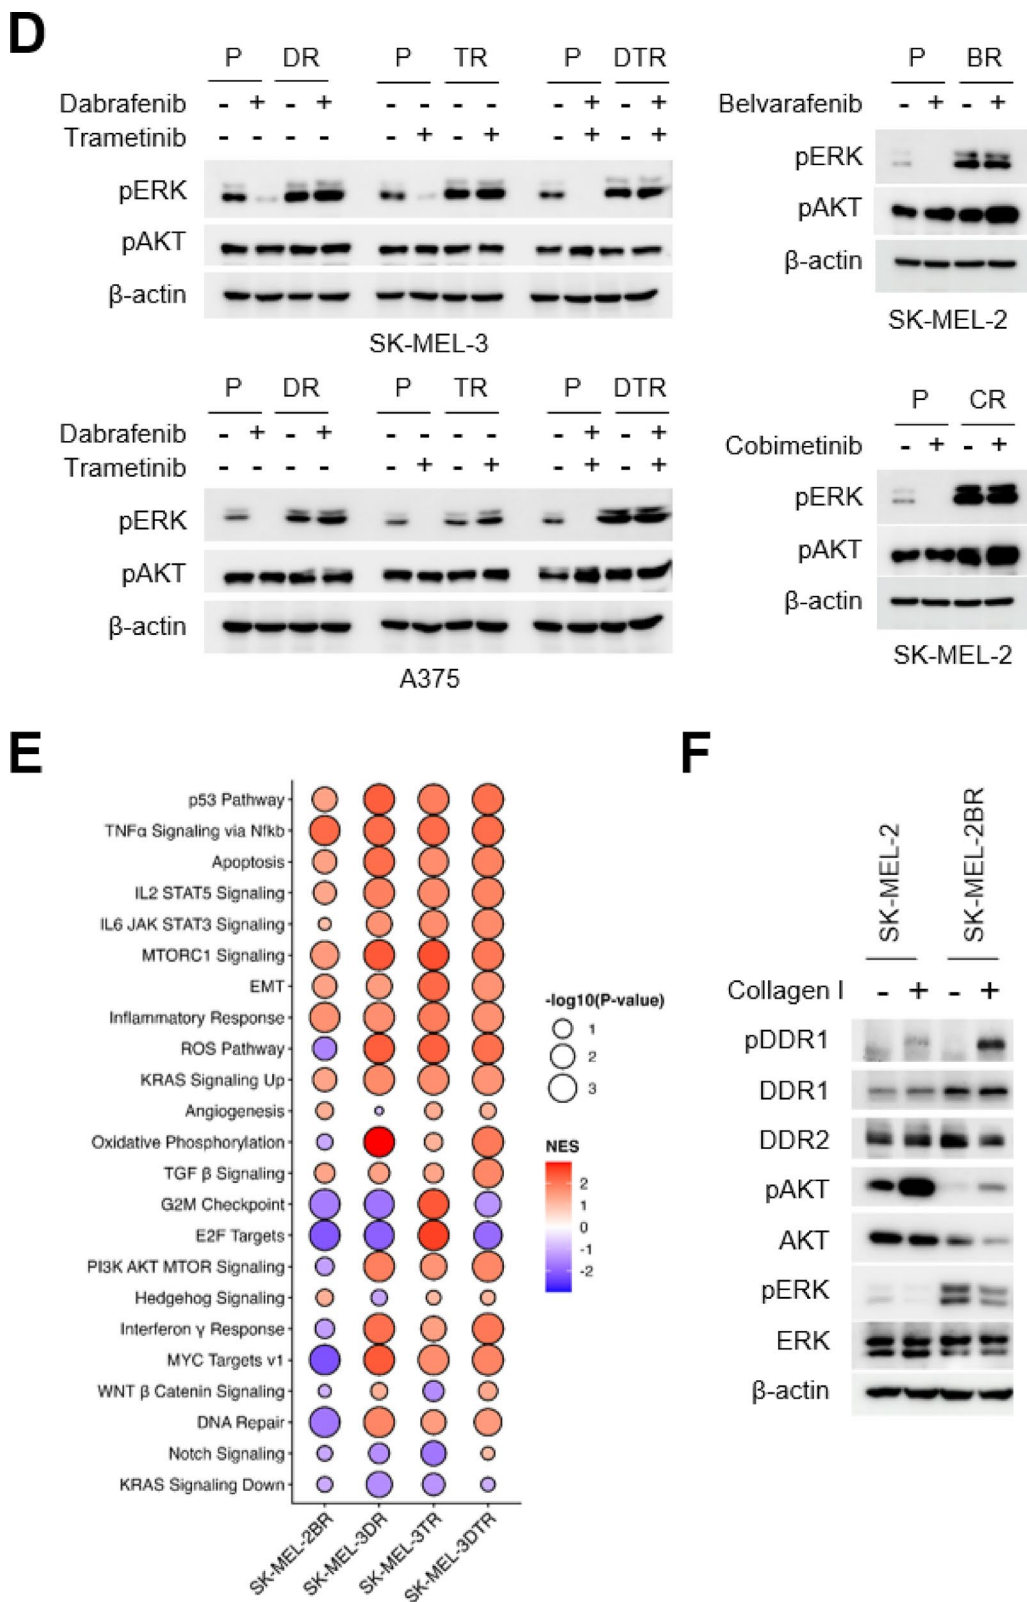 D
P DR P TR P DTR
Dabrafenib - + - + - - - - - + - +
Trametinib - - - - - + - + - + - +
pERK
pAKT
β-actin
SK-MEL-3
P BR
Belvarafenib - + - +
pERK
pAKT
β-actin
SK-MEL-2
P DR P TR P DTR
Dabrafenib - + - + - - - - - + - +
Trametinib - - - - - + - + - + - +
pERK
pAKT
β-actin
A375
P CR
Cobimetinib - + - +
pERK
pAKT
β-actin
SK-MEL-2
E
p53 Pathway
TNFα Signaling via Nfkb
Apoptosis
IL2 STAT5 Signaling
IL6 JAK STAT3 Signaling
MTORC1 Signaling
EMT
Inflammatory Response
ROS Pathway
KRAS Signaling Up
Angiogenesis
Oxidative Phosphorylation
TGF β Signaling
G2M Checkpoint
E2F Targets
PI3K AKT MTOR Signaling
Hedgehog Signaling
Interferon γ Response
MYC Targets v1
WNT β Catenin Signaling
DNA Repair
Notch Signaling
KRAS Signaling Down
SK-MEL-2BR
SK-MEL-3DR
SK-MEL-3TR
SK-MEL-3DTR
-log10(P-value)
1
2
3
NES
2
1
0
-1
-2
F
SK-MEL-2
SK-MEL-2BR
Collagen I - + - +
pDDR1
DDR1
DDR2
pAKT
AKT
pERK
ERK
β-actin